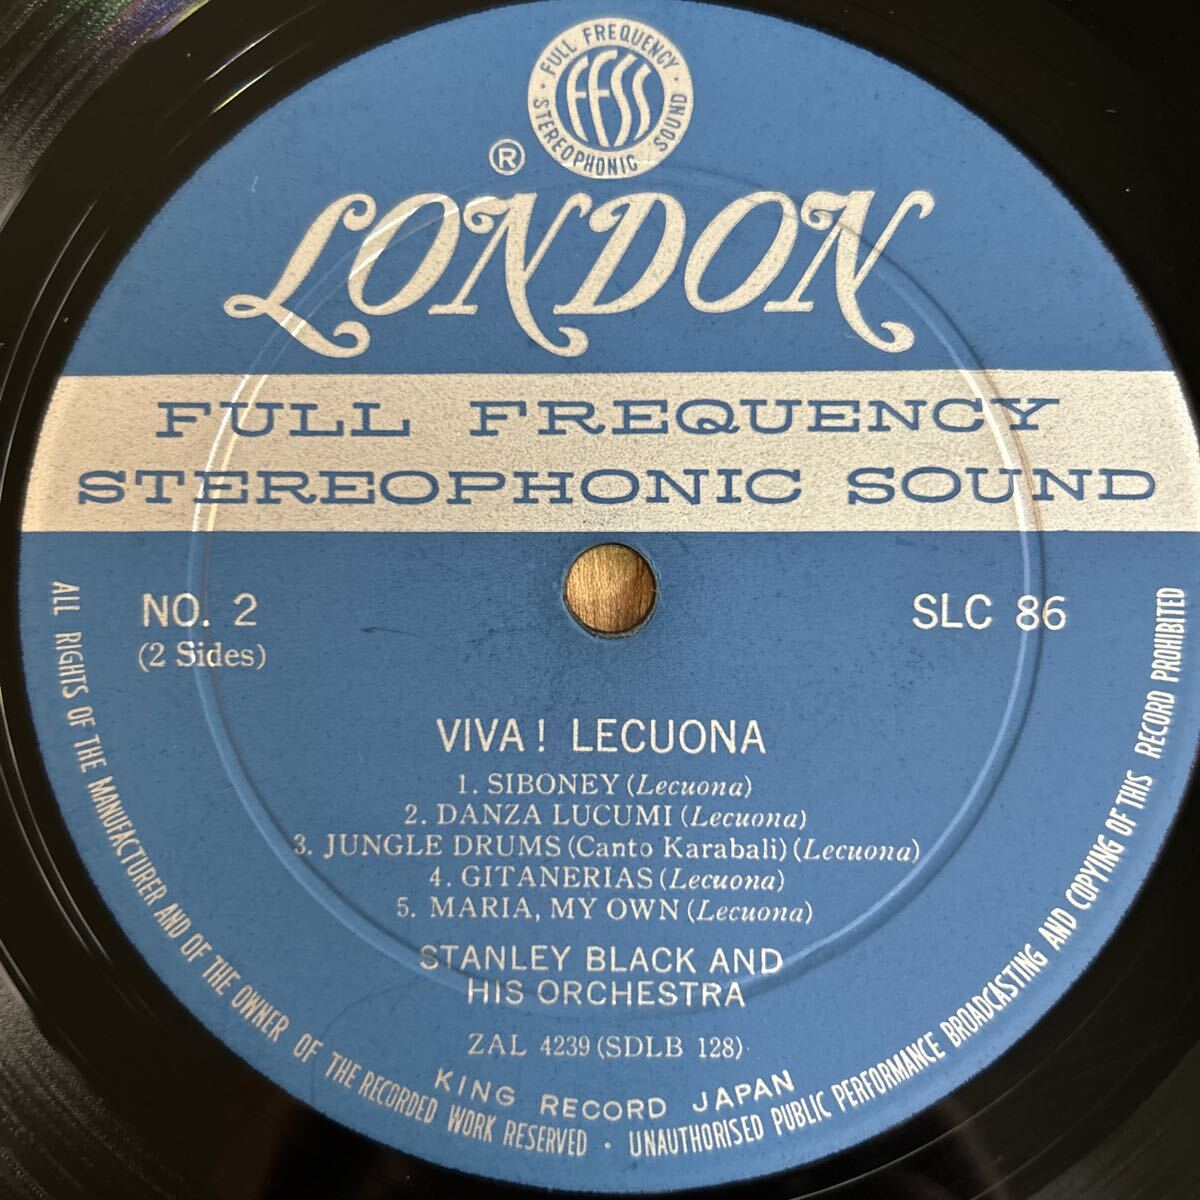 FULL FREQUENCY
FFSS
STEREOPHONIC SOUND
®
LONDON
FULL FREQUENCY
STEREOPHONIC SOUND
NO. 2
(2 Sides)
SLC 86
VIVA! LECUONA
1. SIBONEY (Lecuona)
2. DANZA LUCUMI (Lecuona)
3. JUNGLE DRUMS (Canto Karabali) (Lecuona)
4. GITANERIAS (Lecuona)
5. MARIA, MY OWN (Lecuona)
STANLEY BLACK AND
HIS ORCHESTRA
ZAL 4239 (SDLB 128)
KING RECORD JAPAN
ALL RIGHTS OF THE MANUFACTURER AND OF THE OWNER OF THE RECORDED WORK RESERVED · UNAUTHORISED PUBLIC PERFORMANCE BROADCASTING AND COPYING OF THIS RECORD PROHIBITED